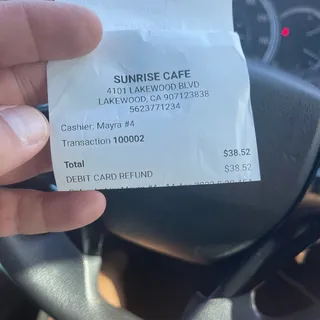 SUNRISE CAFE
4101 LAKEWOOD BLVD
LAKEWOOD, CA 907123838
5623771234
Cashier: Mayra #4
Transaction 100002
Total $38.52
DEBIT CARD REFUND $38.52